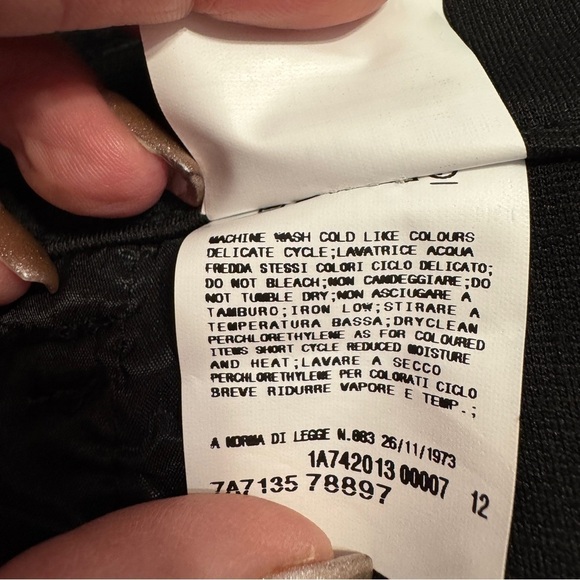 MACHINE WASH COLD LIKE COLOURS
DELICATE CYCLE;LAVATRICE ACQUA
FREDDA STESSI COLORI CICLO DELICATO;
DO NOT BLEACH;NON CANDEGGIARE;DO
NOT TUMBLE DRY;NON ASCIUGARE A
TAMBURO;IRON LOW;STIRARE A
TEMPERATURA BASSA;DRYCLEAN
PERCHLORETHYLENE AS FOR COLOURED
ITEMS SHORT CYCLE REDUCED MOISTURE
AND HEAT;LAVARE A SECCO
PERCHLORETHYLENE PER COLORATI CICLO
BREVE RIDURRE VAPORE E TEMP.;
A NORMA DI LEGGE N.883 26/11/1973
1A742013 00007
7A7135 78897 12